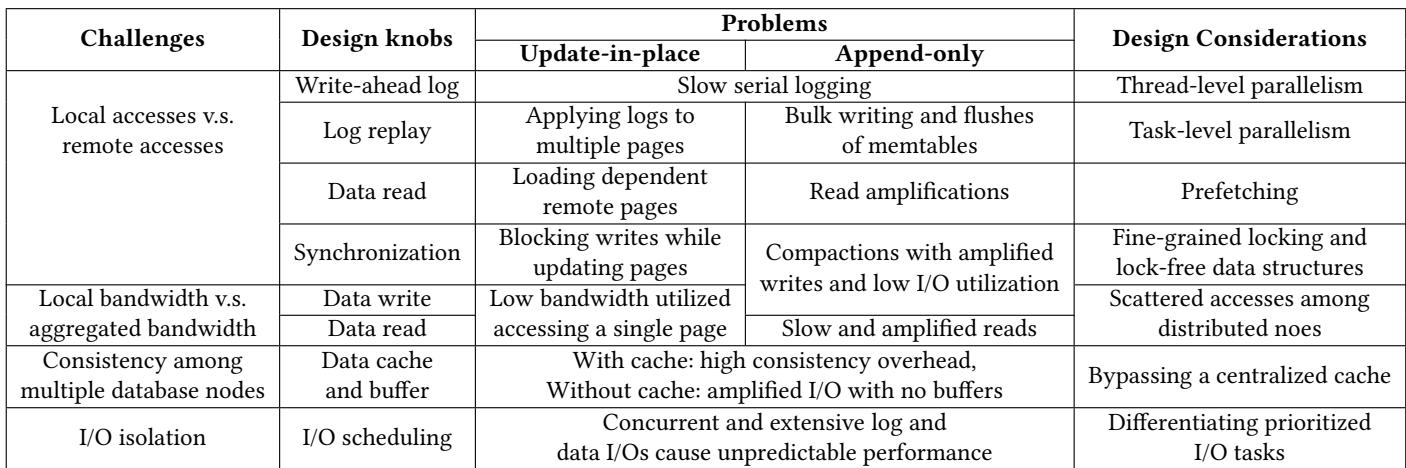 Challenges
Design knobs
Problems
Update-in-place
Append-only
Design Considerations
Local accesses v.s.
remote accesses
Write-ahead log
Slow serial logging
Thread-level parallelism
Log replay
Applying logs to
multiple pages
Bulk writing and flushes
of memtables
Task-level parallelism
Data read
Loading dependent
remote pages
Read amplifications
Prefetching
Synchronization
Blocking writes while
updating pages
Compactions with amplified
writes and low I/O utilization
Fine-grained locking and
lock-free data structures
Local bandwidth v.s.
aggregated bandwidth
Data write
Data read
Low bandwidth utilized
accessing a single page
Slow and amplified reads
Scattered accesses among
distributed noes
Consistency among
multiple database nodes
Data cache
and buffer
With cache: high consistency overhead,
Without cache: amplified I/O with no buffers
Bypassing a centralized cache
I/O isolation
I/O scheduling
Concurrent and extensive log and
data I/Os cause unpredictable performance
Differentiating prioritized
I/O tasks